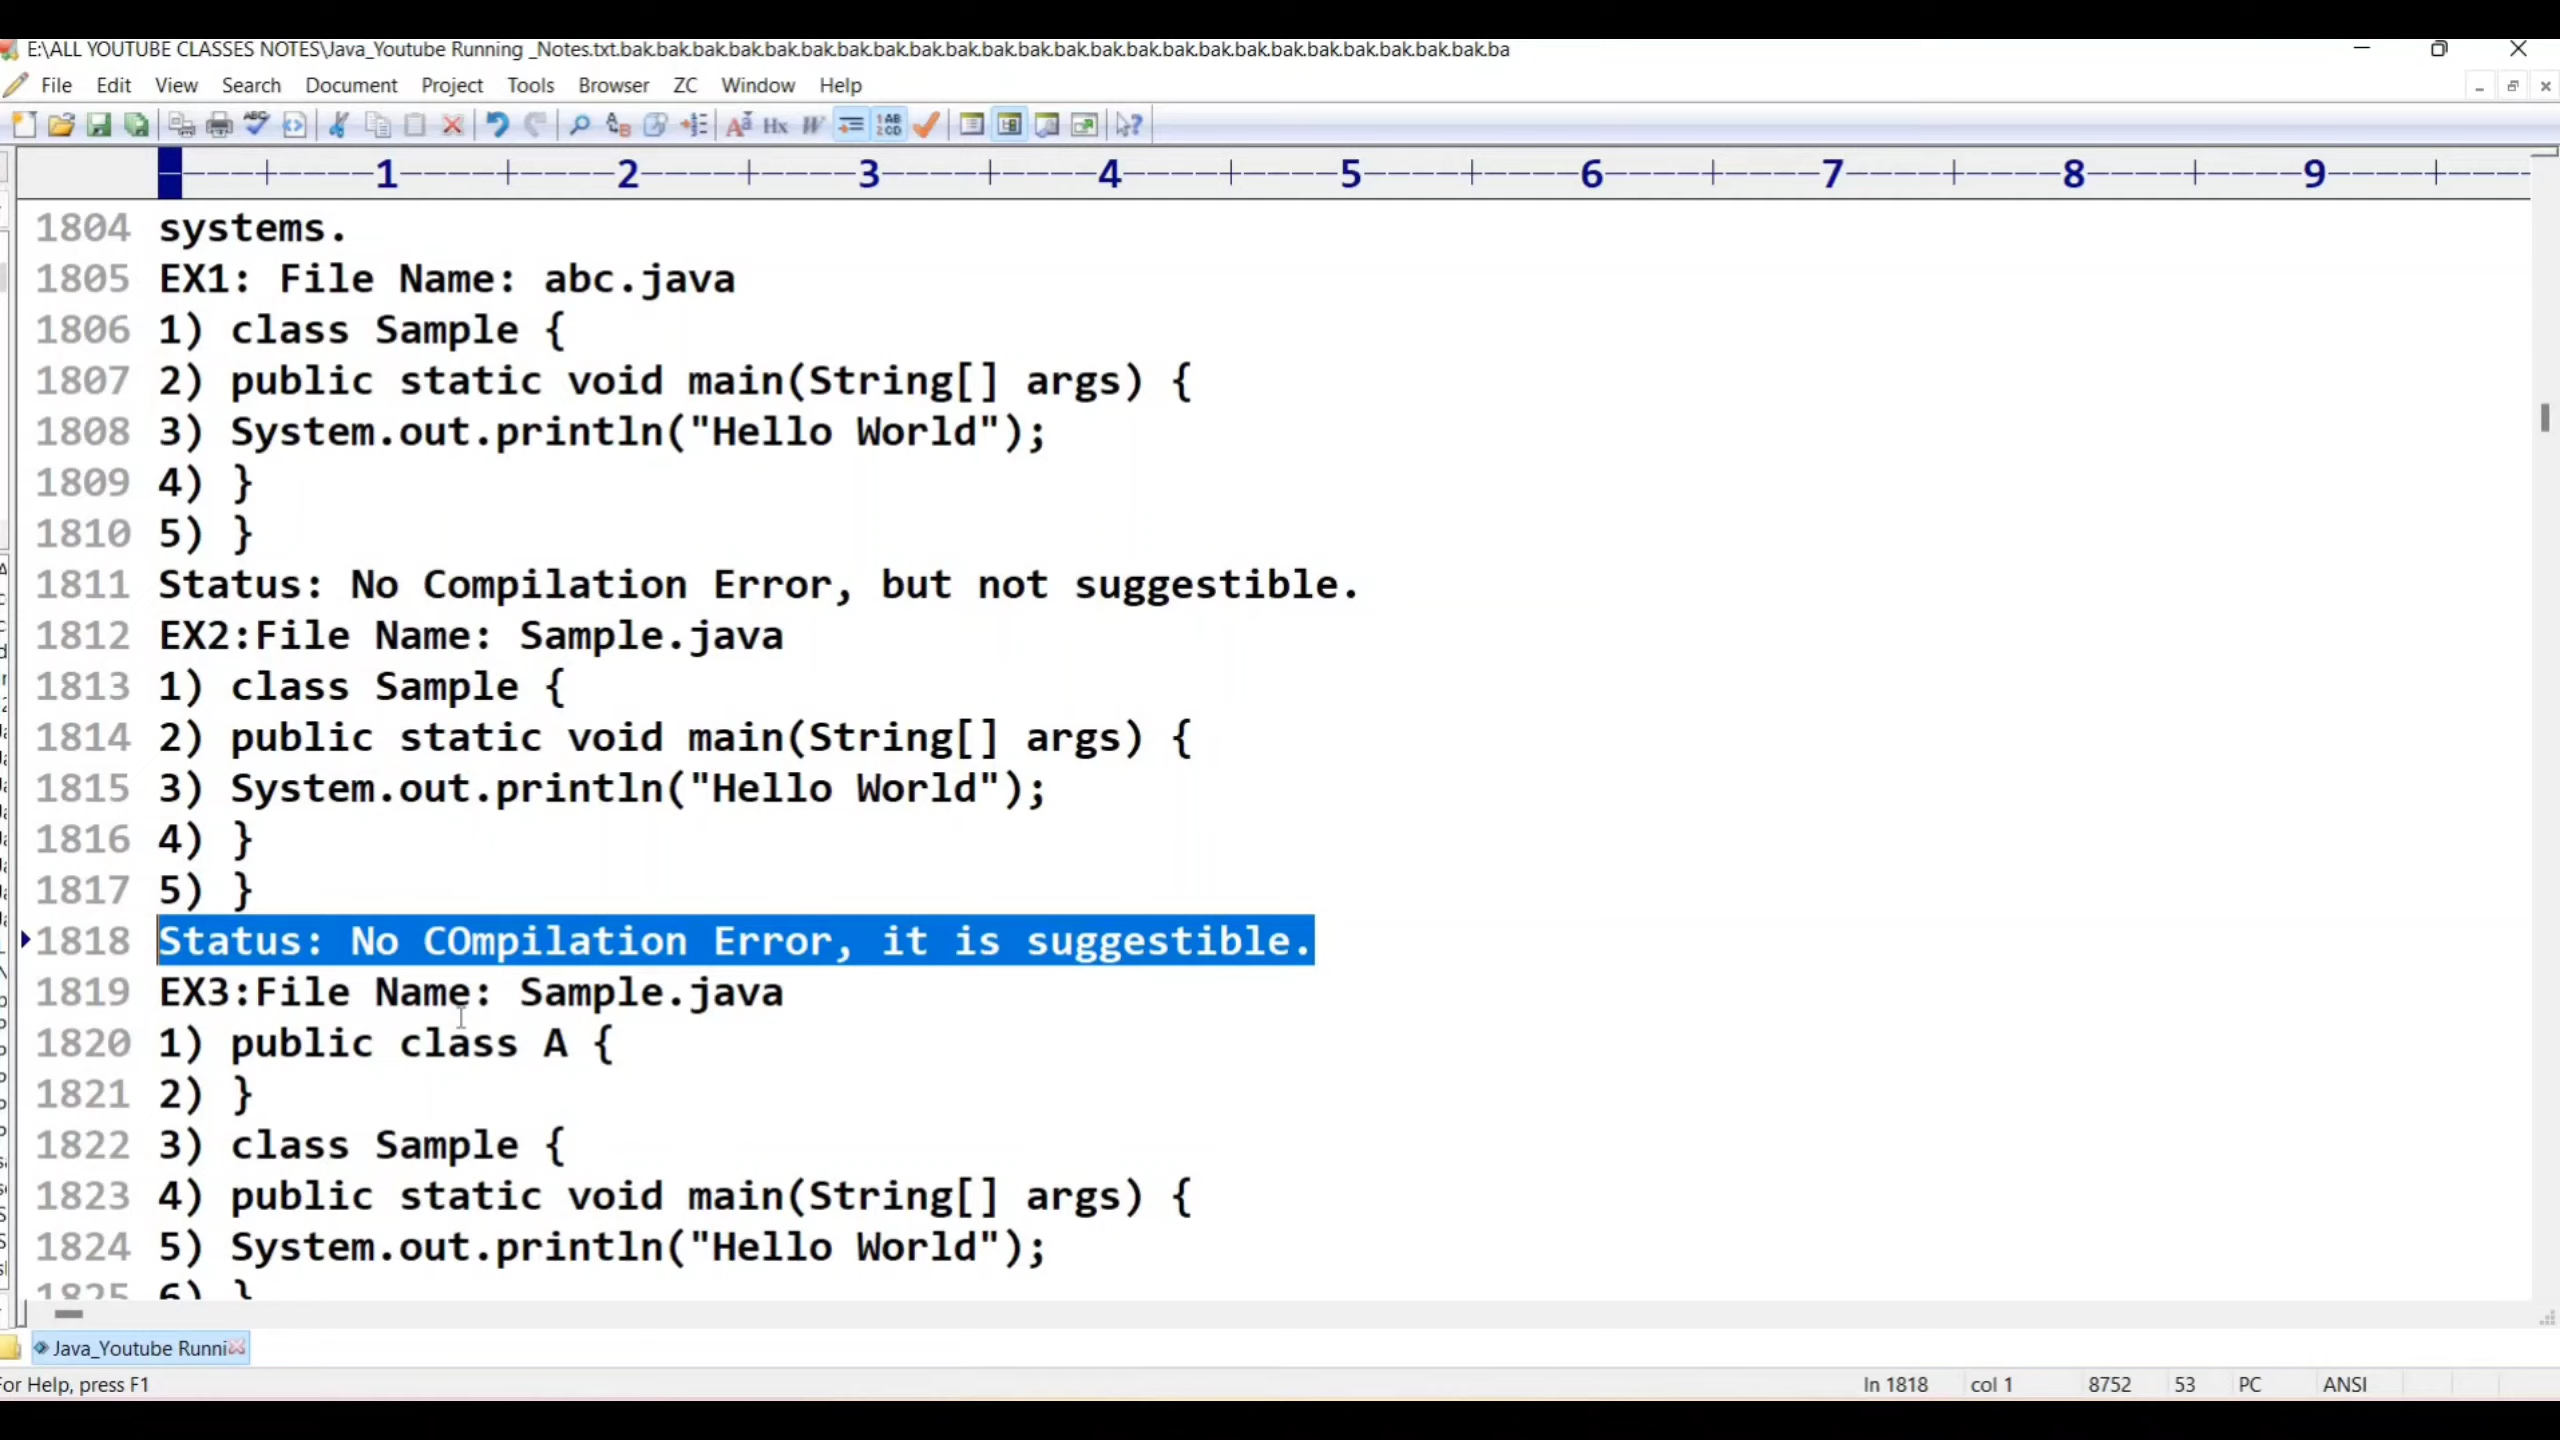 E:\ALL YOUTUBE CLASSES NOTES\Java_Youtube Running _Notes.txt.bak.bak.bak.bak.bak.bak.bak.bak.bak.bak.bak.bak.bak.bak.bak.bak.bak.bak.bak.bak.bak.bak.bak.bak.ba
File Edit View Search Document Project Tools Browser ZC Window Help
1 2 3 4 5 6 7 8 9
1804 systems.
1805 EX1: File Name: abc.java
1806 1) class Sample {
1807 2) public static void main(String[] args) {
1808 3) System.out.println("Hello World");
1809 4) }
1810 5) }
1811 Status: No Compilation Error, but not suggestible.
1812 EX2:File Name: Sample.java
1813 1) class Sample {
1814 2) public static void main(String[] args) {
1815 3) System.out.println("Hello World");
1816 4) }
1817 5) }
1818 Status: No COmpilation Error, it is suggestible.
1819 EX3:File Name: Sample.java
1820 1) public class A {
1821 2) }
1822 3) class Sample {
1823 4) public static void main(String[] args) {
1824 5) System.out.println("Hello World");
1825 6) }
Java_Youtube Runni
For Help, press F1 ln 1818 col 1 8752 53 PC ANSI